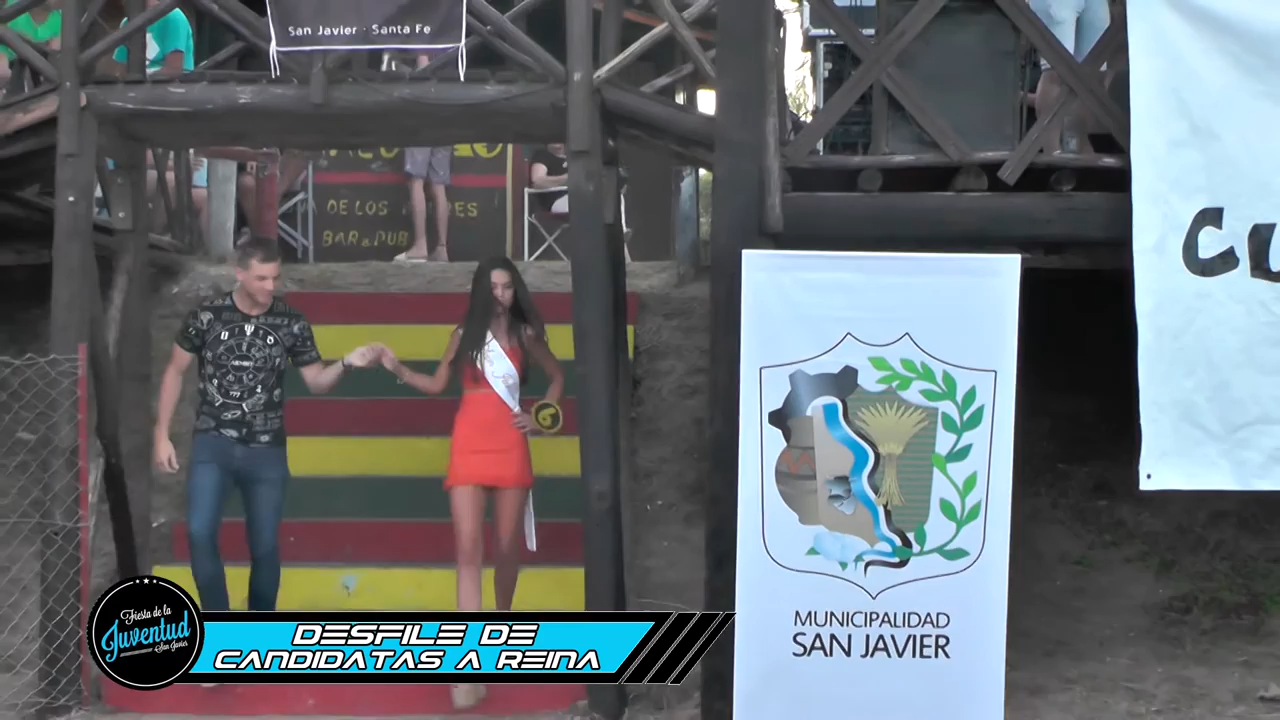 San Javier - Santa Fe
DE LOS
BAR & PUB
6
MUNICIPALIDAD
SAN JAVIER
Fiesta de la
Juventud
San Javier
DESFILE DE
CANDIDATAS A REINA